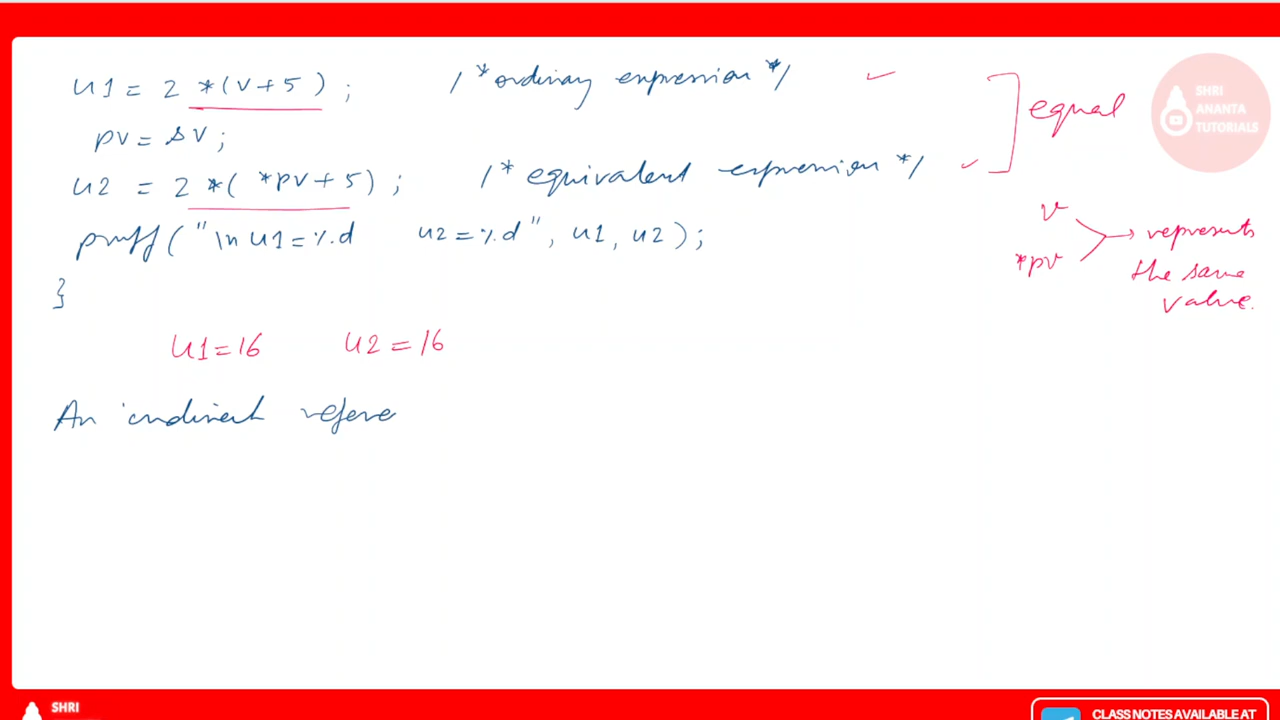 u1 = 2 *(v+5) ; /*ordinary expression */
equal
pv = &v ;
u2 = 2 *( *pv + 5) ; /* equivalent expression */
printf ( "\n u1 = %d u2 = %d " , u1 , u2 ) ;
v
*pv
→ represents
the same
value.
}
u1 = 16 u2 = 16
An indirect refere
SHRI
ANANTA
TUTORIALS
SHRI
CLASS NOTES AVAILABLE AT